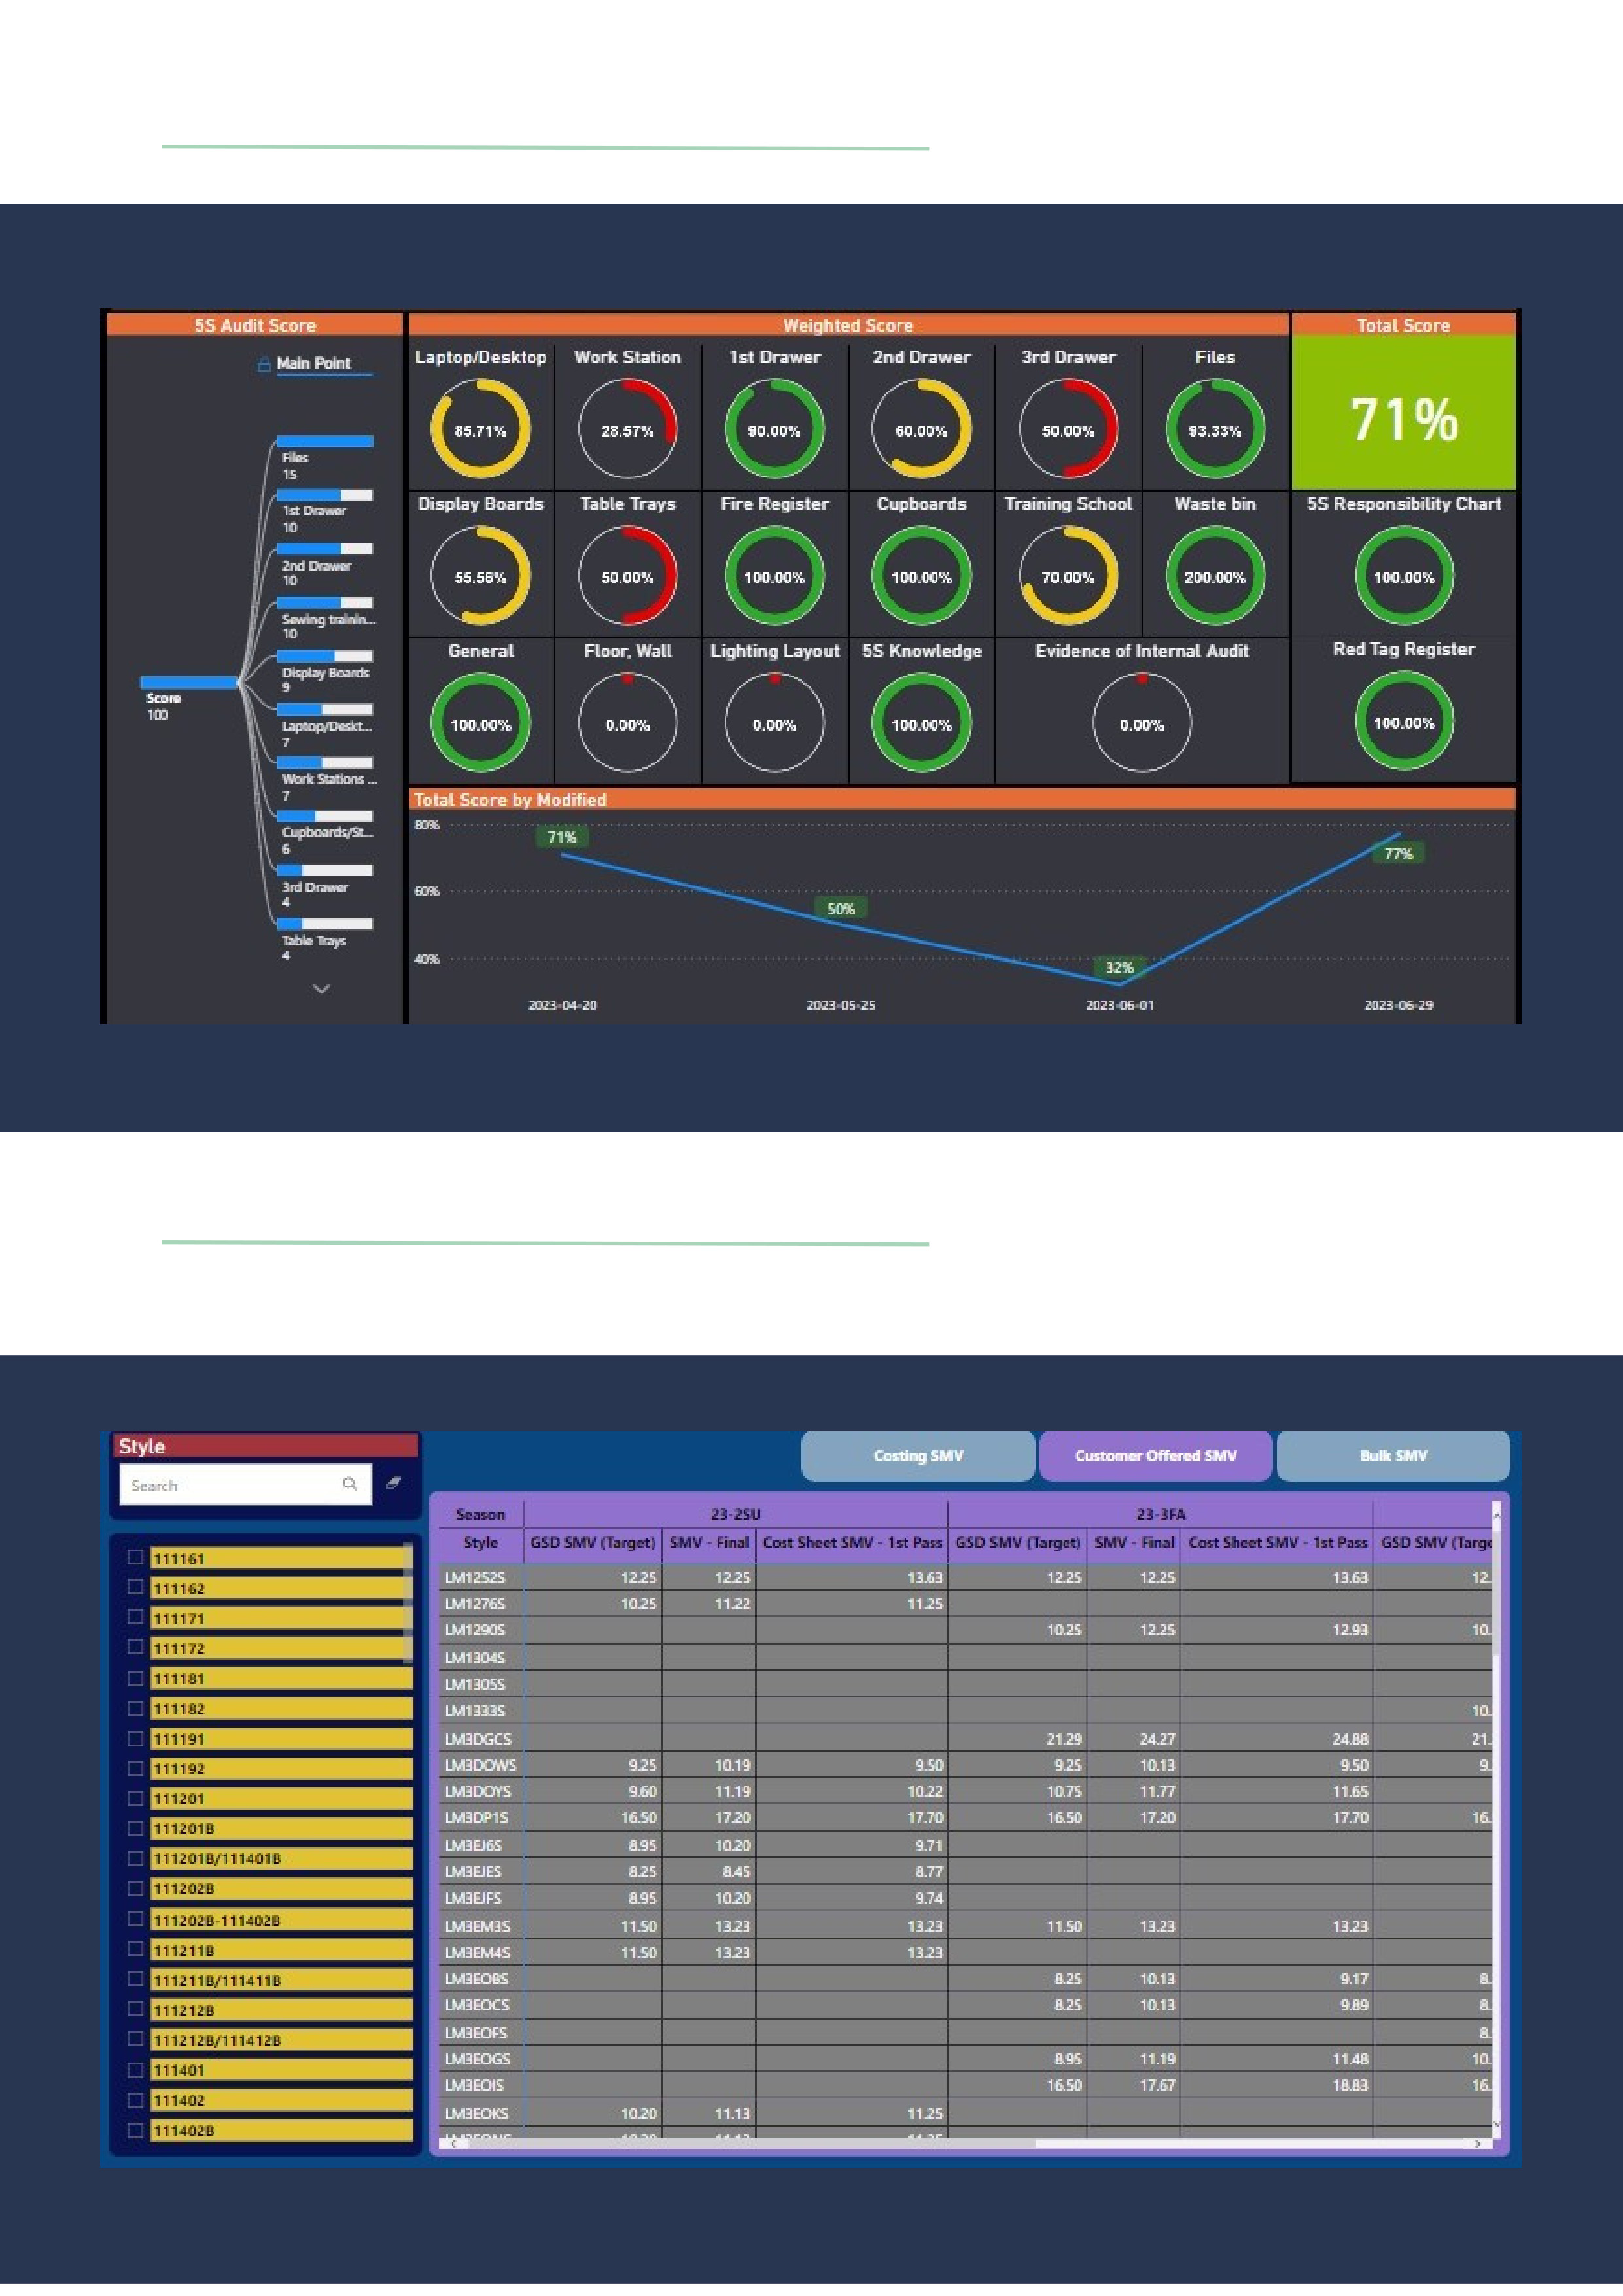 5S Audit Score
Main Point
Files
15
1st Drawer
10
2nd Drawer
10
Sewing trainin...
10
Display Boards
9
Score
100
Laptop/Deskt...
7
Work Stations ...
7
Cupboards/St...
6
3rd Drawer
4
Table Trays
4
Weighted Score
Total Score
Laptop/Desktop Work Station 1st Drawer 2nd Drawer 3rd Drawer Files
85.71% 28.57% 90.00% 60.00% 50.00% 93.33%
71%
Display Boards Table Trays Fire Register Cupboards Training School Waste bin 5S Responsibility Chart
55.56% 50.00% 100.00% 100.00% 70.00% 200.00% 100.00%
General Floor, Wall Lighting Layout 5S Knowledge Evidence of Internal Audit Red Tag Register
100.00% 0.00% 0.00% 100.00% 0.00% 100.00%
Total Score by Modified
80%
71%
77%
60%
50%
40%
32%
2023-04-20 2023-05-25 2023-06-01 2023-06-29
Style
Search
111161
111162
111171
111172
111181
111182
111191
111192
111201
111201B
111201B/111401B
111202B
111202B-111402B
111211B
111211B/111411B
111212B
111212B/111412B
111401
111402
111402B
Costing SMV Customer Offered SMV Bulk SMV
Season 23-2SU 23-3FA
Style GSD SMV (Target) SMV - Final Cost Sheet SMV - 1st Pass GSD SMV (Target) SMV - Final Cost Sheet SMV - 1st Pass GSD SMV (Targe
LM1252S 12.25 12.25 13.63 12.25 12.25 13.63 12.
LM1276S 10.25 11.22 11.25
LM1290S 10.25 12.25 12.93 10.
LM1304S
LM1305S
LM1333S 10.
LM3DGCS 21.29 24.27 24.88 21.
LM3DOWS 9.25 10.19 9.50 9.25 10.13 9.50 9.
LM3DOYS 9.60 11.19 10.22 10.75 11.77 11.65
LM3DP1S 16.50 17.20 17.70 16.50 17.20 17.70 16.
LM3EJ6S 8.95 10.20 9.71
LM3EJES 8.25 8.45 8.77
LM3EJFS 8.95 10.20 9.74
LM3EM3S 11.50 13.23 13.23 11.50 13.23 13.23
LM3EM4S 11.50 13.23 13.23
LM3EOBS 8.25 10.13 9.17 8.
LM3EOCS 8.25 10.13 9.89 8.
LM3EOFS 8.
LM3EOGS 8.95 11.19 11.48 10.
LM3EOIS 16.50 17.67 18.83 16.
LM3EOKS 10.20 11.13 11.25